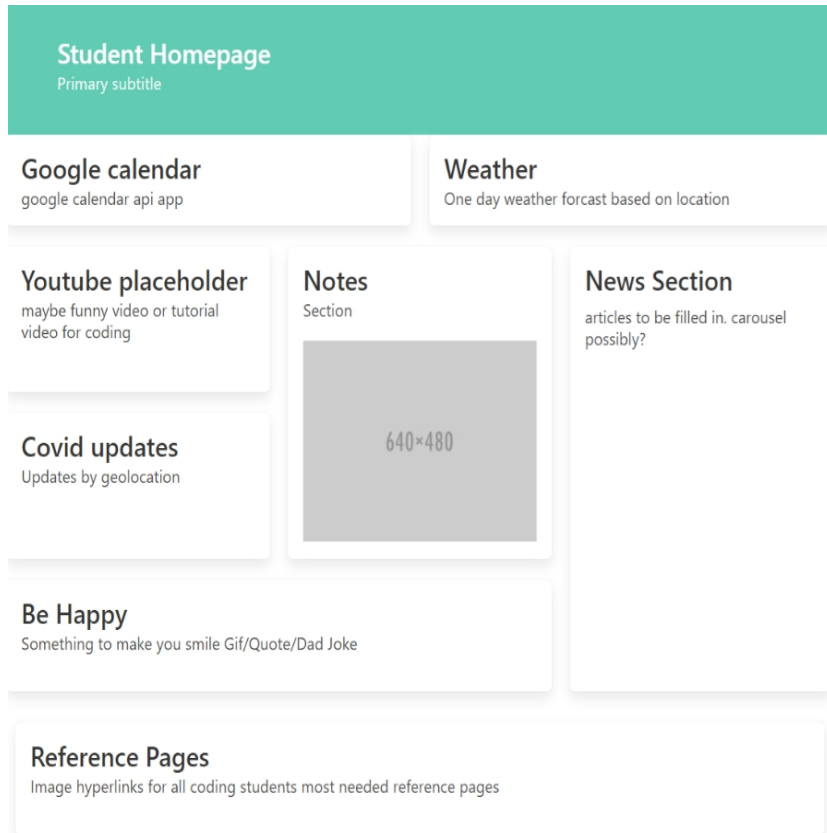 Student Homepage
Primary subtitle
Google calendar
google calendar api app
Weather
One day weather forcast based on location
Youtube placeholder
maybe funny video or tutorial
video for coding
Notes
Section
640×480
News Section
articles to be filled in. carousel
possibly?
Covid updates
Updates by geolocation
Be Happy
Something to make you smile Gif/Quote/Dad Joke
Reference Pages
Image hyperlinks for all coding students most needed reference pages